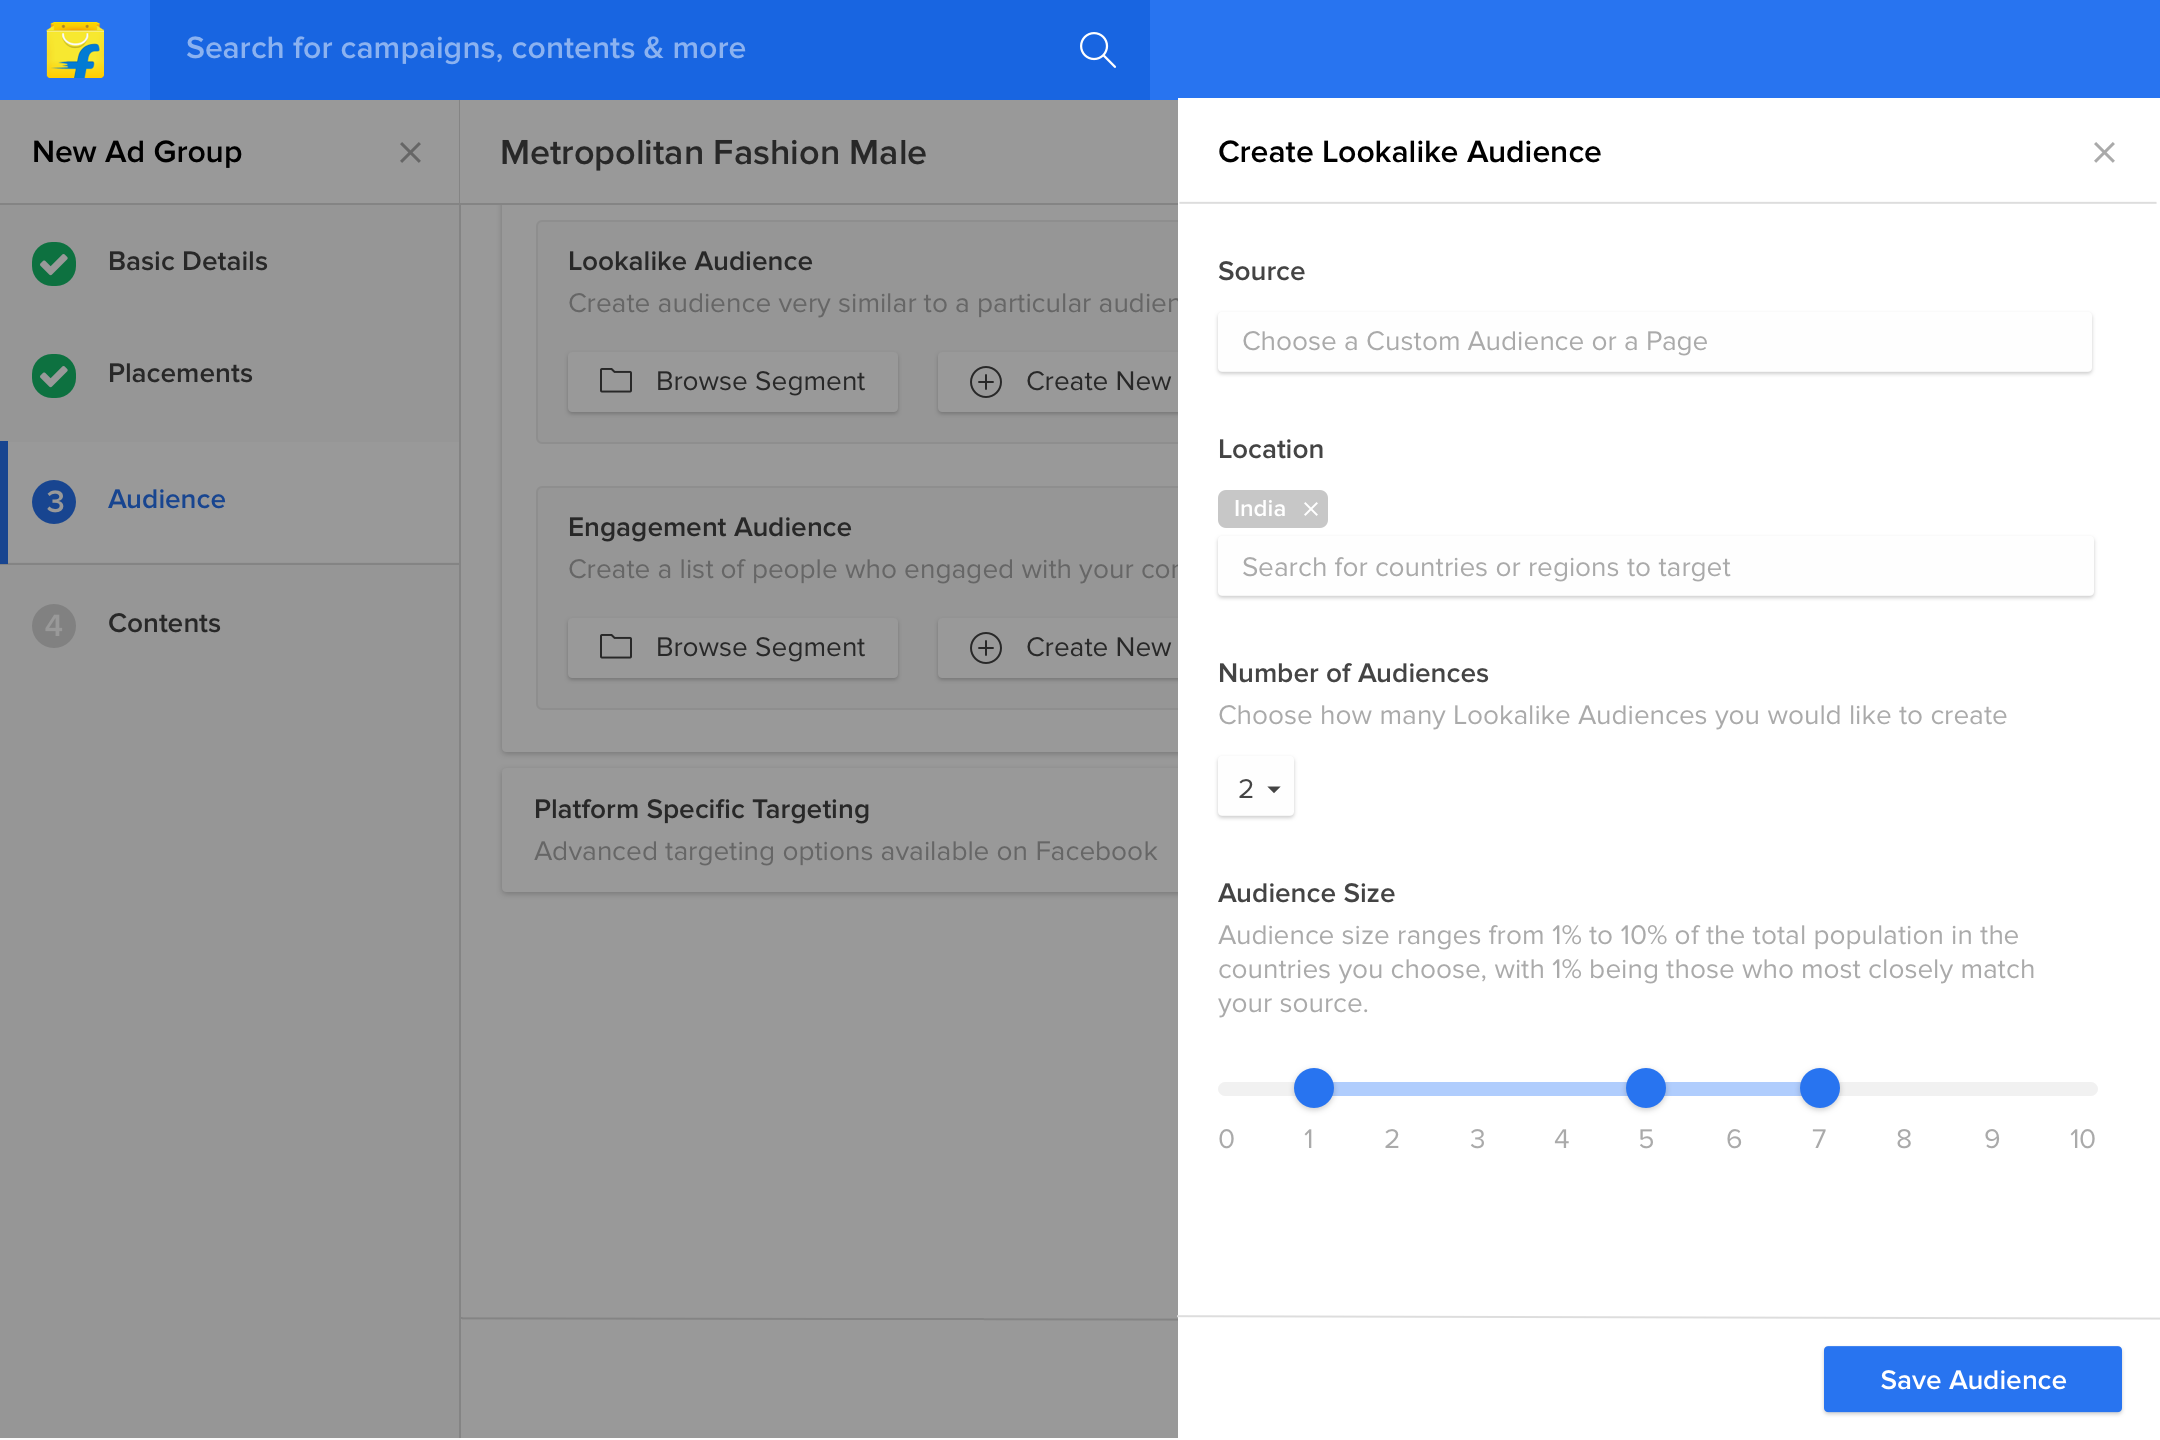 Search for campaigns, contents & more
New Ad Group
Basic Details
Placements
3 Audience
4 Contents
Metropolitan Fashion Male
Lookalike Audience
Create audience very similar to a particular audien
Browse Segment
Create New
Engagement Audience
Create a list of people who engaged with your cor
Browse Segment
Create New
Platform Specific Targeting
Advanced targeting options available on Facebook
Create Lookalike Audience
Source
Choose a Custom Audience or a Page
Location
India
Search for countries or regions to target
Number of Audiences
Choose how many Lookalike Audiences you would like to create
2
Audience Size
Audience size ranges from 1% to 10% of the total population in the
countries you choose, with 1% being those who most closely match
your source.
0 1 2 3 4 5 6 7 8 9 10
Save Audience